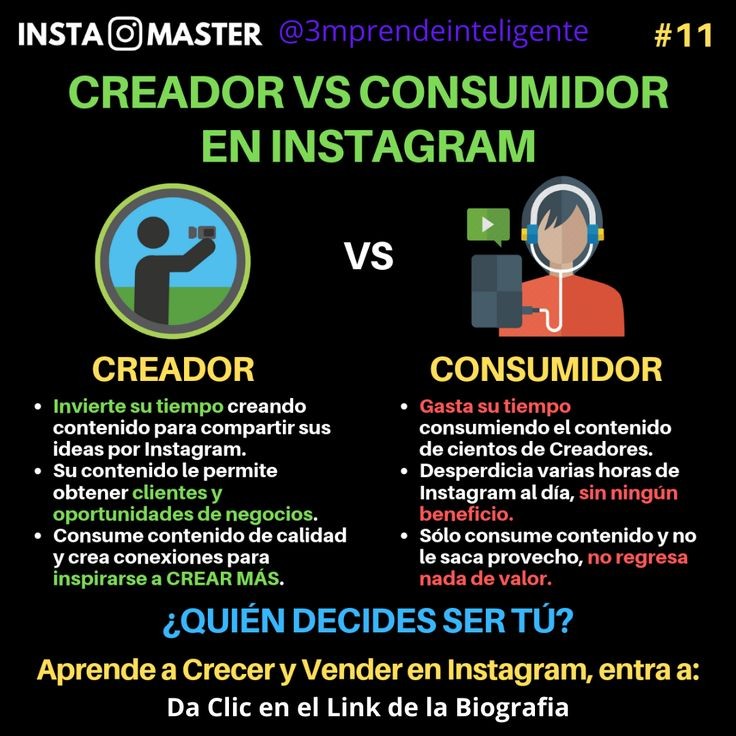 INSTA MASTER @3mprendeinteligente #11
CREADOR VS CONSUMIDOR
EN INSTAGRAM
VS
CREADOR
• Invierte su tiempo creando
contenido para compartir sus
ideas por Instagram.
• Su contenido le permite
obtener clientes y
oportunidades de negocios.
• Consume contenido de calidad
y crea conexiones para
inspirarse a CREAR MÁS.
CONSUMIDOR
• Gasta su tiempo
consumiendo el contenido
de cientos de Creadores.
• Desperdicia varias horas de
Instagram al día, sin ningún
beneficio.
• Sólo consume contenido y no
le saca provecho, no regresa
nada de valor.
¿QUIÉN DECIDES SER TÚ?
Aprende a Crecer y Vender en Instagram, entra a:
Da Clic en el Link de la Biografia